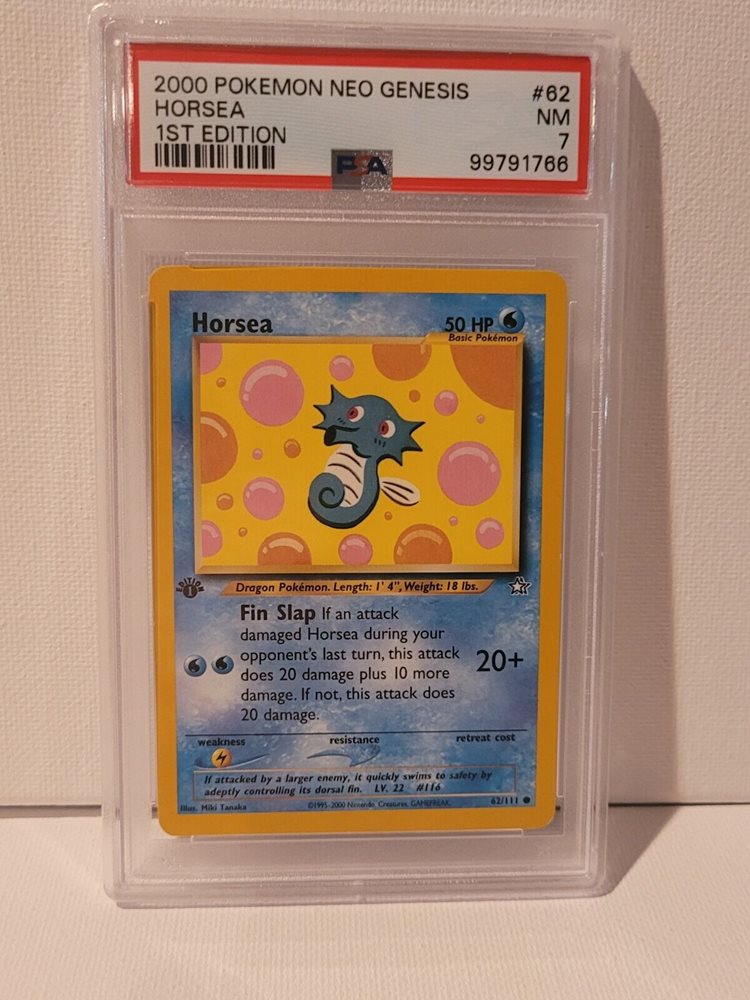 2000 POKEMON NEO GENESIS #62
HORSEA NM
1ST EDITION 7
PSA 99791766
Horsea 50 HP
Basic Pokémon
EDITION 1
Dragon Pokémon. Length: 1' 4", Weight: 18 lbs.
Fin Slap If an attack
damaged Horsea during your
opponent's last turn, this attack
does 20 damage plus 10 more
damage. If not, this attack does
20 damage.
20+
weakness resistance retreat cost
If attacked by a larger enemy, it quickly swims to safety by
adeptly controlling its dorsal fin. LV. 22 #116
Illus. Miki Tanaka ©1995-2000 Nintendo, Creatures, GAMEFREAK. 62/111